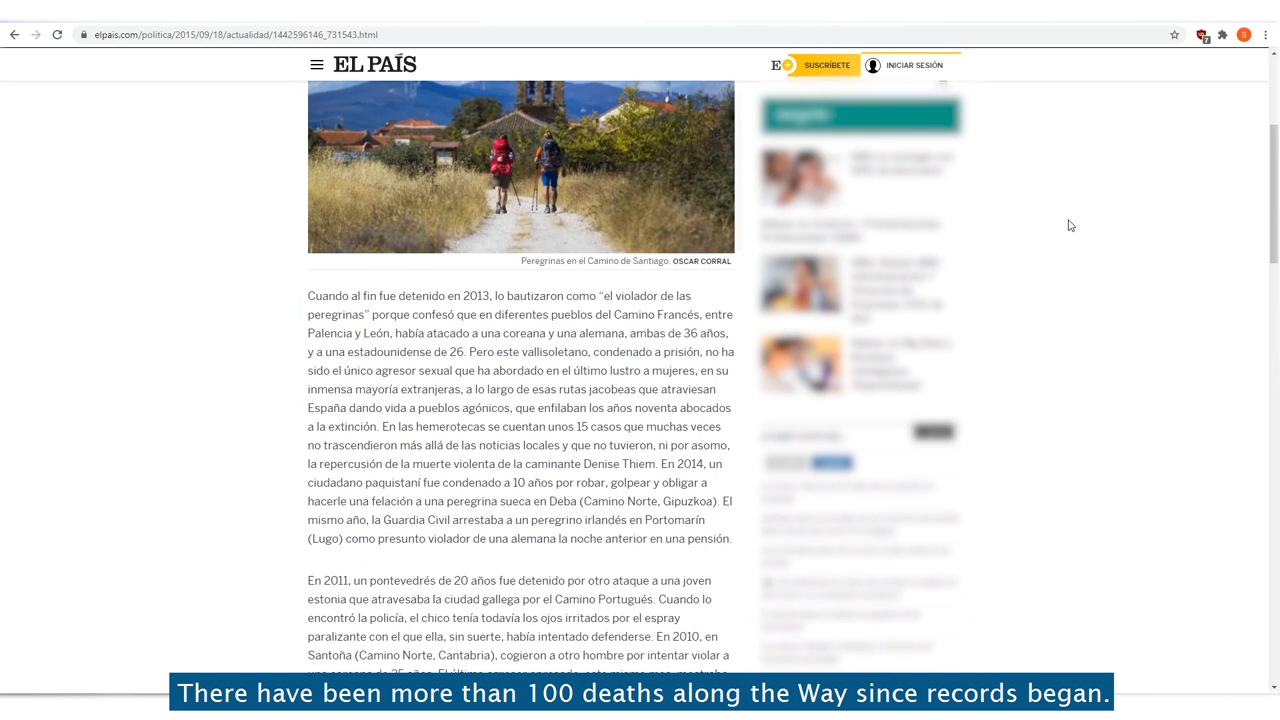 elpais.com/politica/2015/09/18/actualidad/1442596146_731543.html
S
7
EL PAÍS
E+ SUSCRÍBETE
INICIAR SESIÓN
Peregrinas en el Camino de Santiago. OSCAR CORRAL
Cuando al fin fue detenido en 2013, lo bautizaron como “el violador de las
peregrinas” porque confesó que en diferentes pueblos del Camino Francés, entre
Palencia y León, había atacado a una coreana y una alemana, ambas de 36 años,
y a una estadounidense de 26. Pero este vallisoletano, condenado a prisión, no ha
sido el único agresor sexual que ha abordado en el último lustro a mujeres, en su
inmensa mayoría extranjeras, a lo largo de esas rutas jacobeas que atraviesan
España dando vida a pueblos agónicos, que enfilaban los años noventa abocados
a la extinción. En las hemerotecas se cuentan unos 15 casos que muchas veces
no trascendieron más allá de las noticias locales y que no tuvieron, ni por asomo,
la repercusión de la muerte violenta de la caminante Denise Thiem. En 2014, un
ciudadano paquistaní fue condenado a 10 años por robar, golpear y obligar a
hacerle una felación a una peregrina sueca en Deba (Camino Norte, Gipuzkoa). El
mismo año, la Guardia Civil arrestaba a un peregrino irlandés en Portomarín
(Lugo) como presunto violador de una alemana la noche anterior en una pensión.
En 2011, un pontevedrés de 20 años fue detenido por otro ataque a una joven
estonia que atravesaba la ciudad gallega por el Camino Portugués. Cuando lo
encontró la policía, el chico tenía todavía los ojos irritados por el espray
paralizante con el que ella, sin suerte, había intentado defenderse. En 2010, en
Santoña (Camino Norte, Cantabria), cogieron a otro hombre por intentar violar a
There have been more than 100 deaths along the Way since records began.